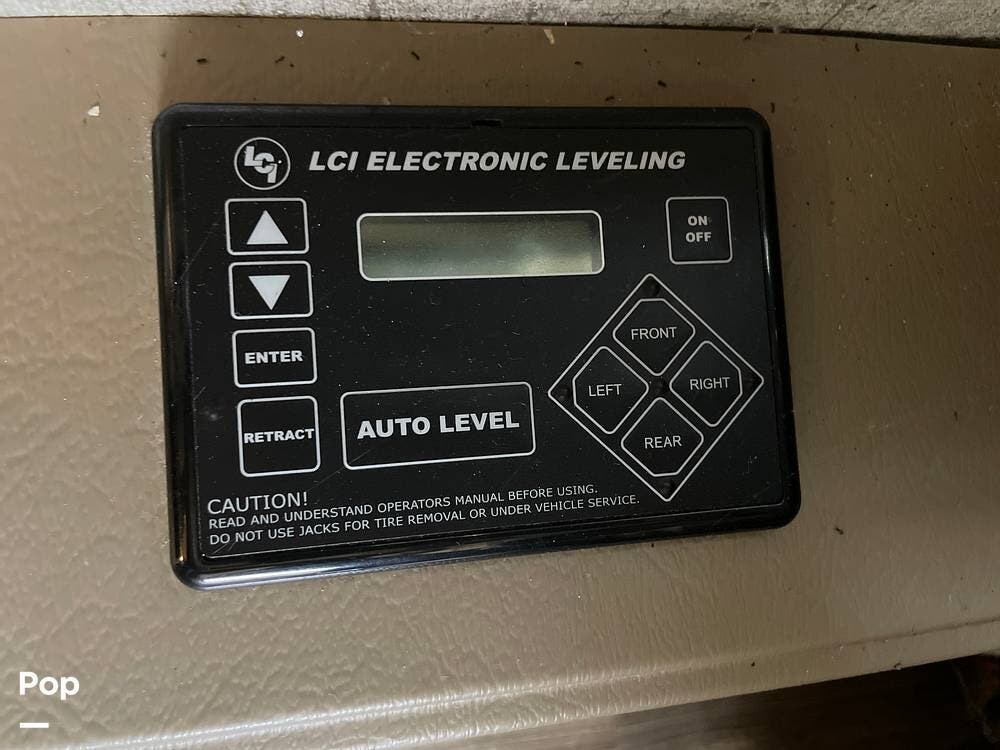 LCI LCI ELECTRONIC LEVELING
ON
OFF
FRONT
ENTER
LEFT RIGHT
RETRACT
AUTO LEVEL
REAR
CAUTION!
READ AND UNDERSTAND OPERATORS MANUAL BEFORE USING.
DO NOT USE JACKS FOR TIRE REMOVAL OR UNDER VEHICLE SERVICE.
Pop